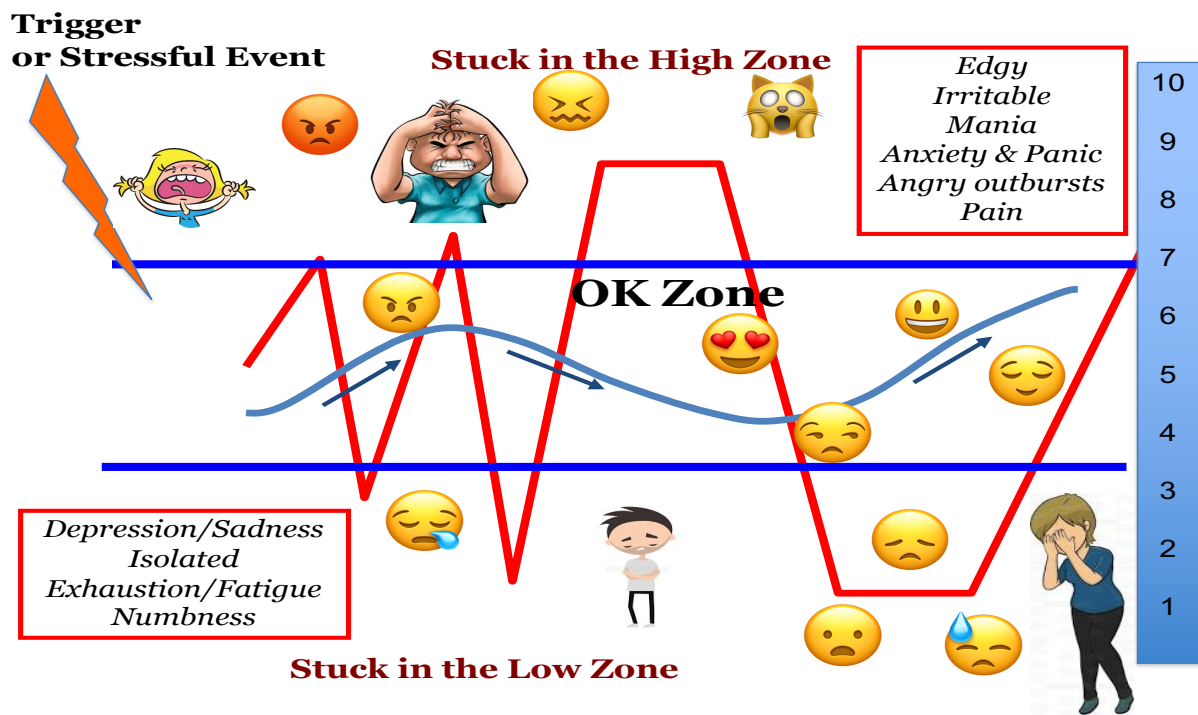 Trigger
or Stressful Event
Stuck in the High Zone
Edgy
Irritable
Mania
Anxiety & Panic
Angry outbursts
Pain
10
9
8
7
6
5
4
3
2
1
OK Zone
Depression/Sadness
Isolated
Exhaustion/Fatigue
Numbness
Stuck in the Low Zone